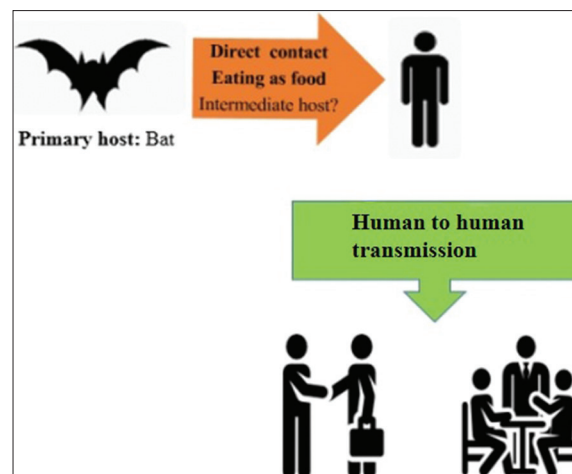 Direct contact
Eating as food
Intermediate host?
Primary host: Bat
Human to human
transmission